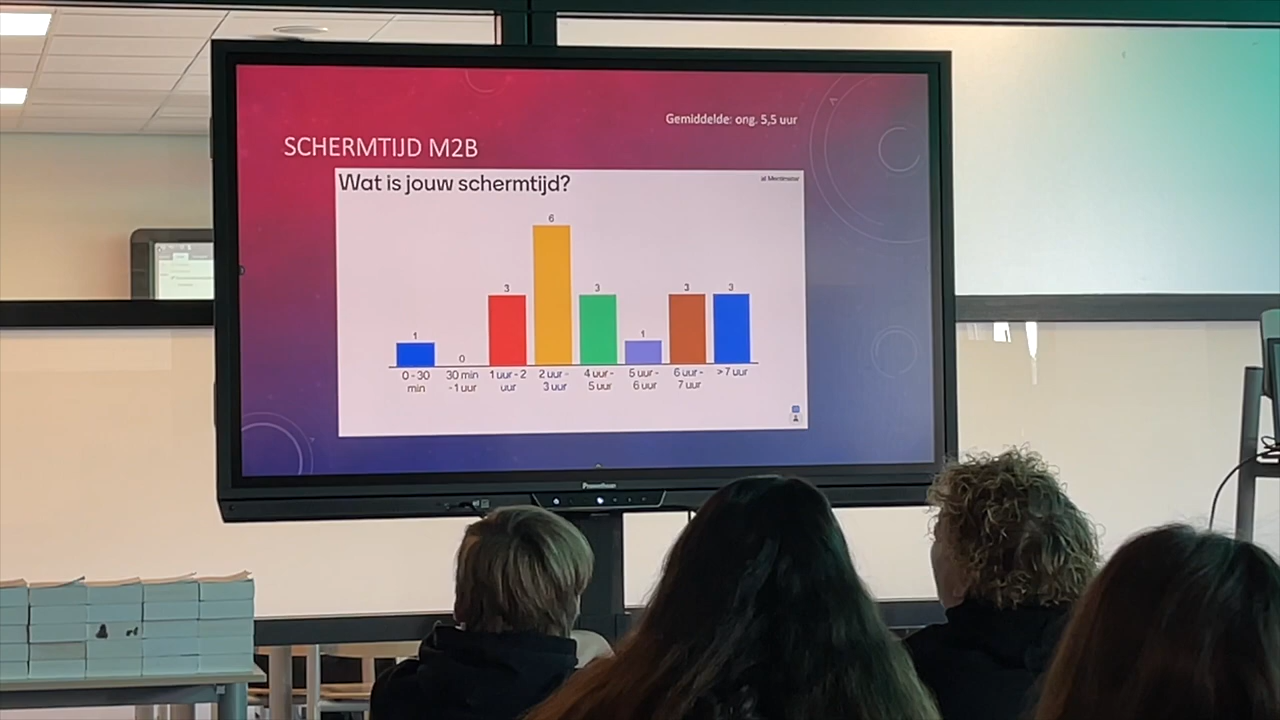 Gemiddelde: ong. 5,5 uur
SCHERMTIJD M2B
Wat is jouw schermtijd?
Mentimeter
6
3
3
3
3
1
1
0
0-30
min
30 min
-1 uur
1 uur-2
uur
2 uur-
3 uur
4 uur-
5 uur
5 uur-
6 uur
6 uur-
7 uur
>7 uur
Promethean